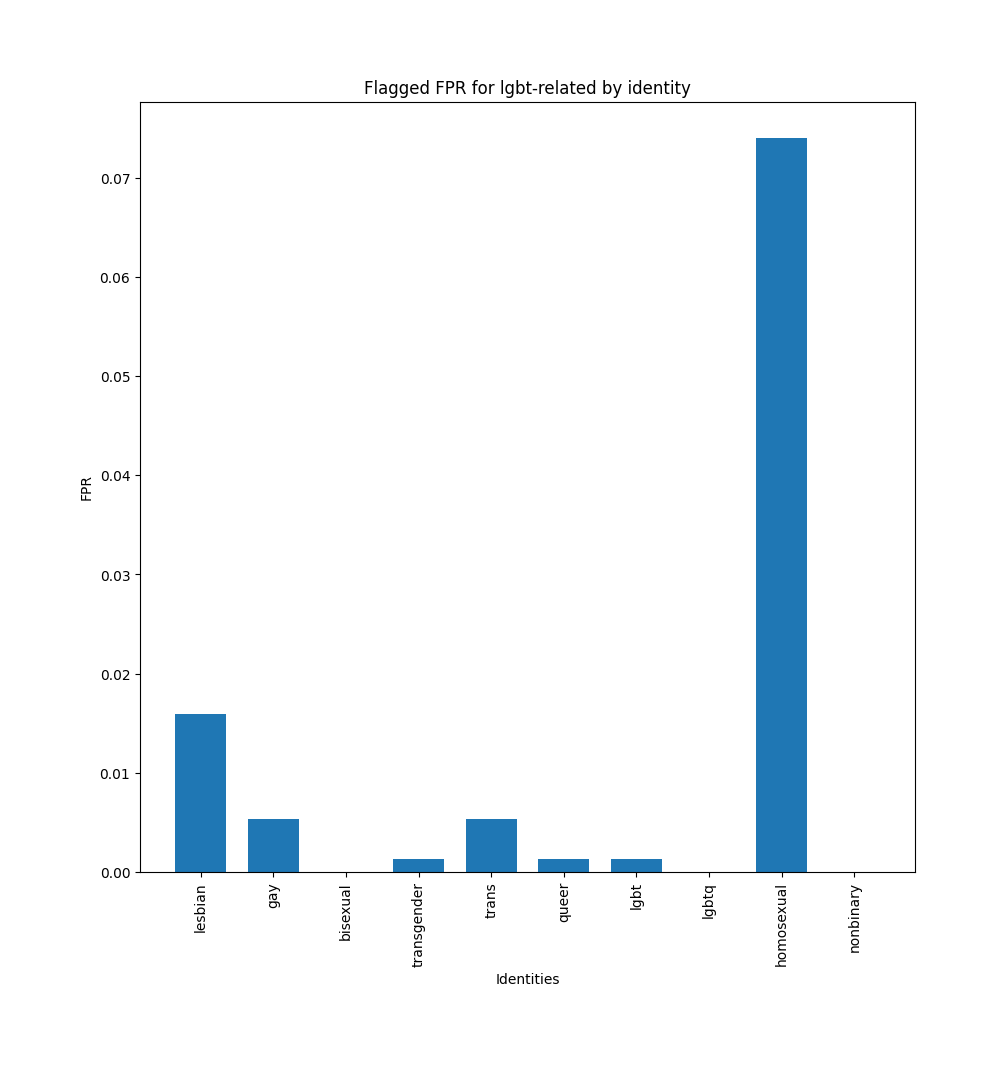 Flagged FPR for lgbt-related by identity
0.07
0.06
0.05
0.04
0.03
0.02
0.01
0.00
FPR
lesbian
gay
bisexual
transgender
trans
queer
lgbt
lgbtq
homosexual
nonbinary
Identities